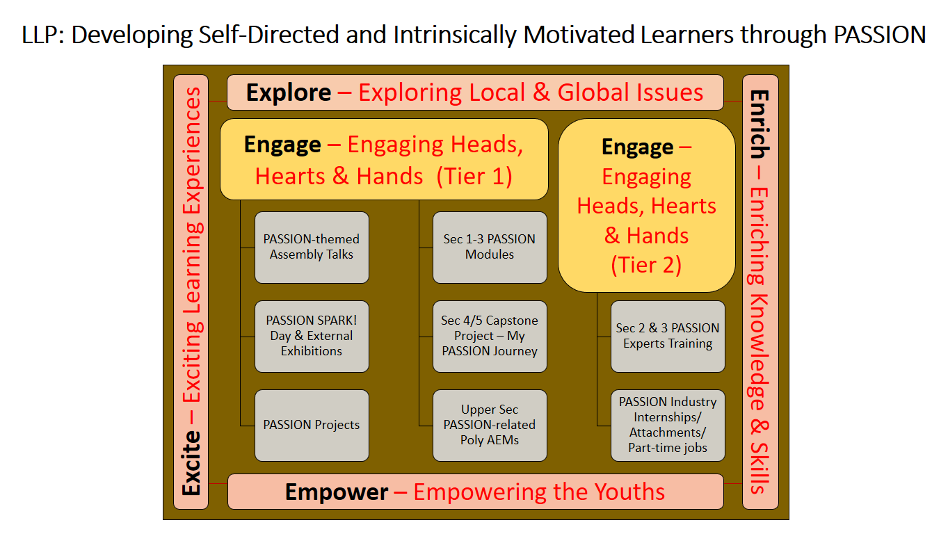 LLP: Developing Self-Directed and Intrinsically Motivated Learners through PASSION
Explore – Exploring Local & Global Issues
Excite – Exciting Learning Experiences
Engage – Engaging Heads,
Hearts & Hands (Tier 1)
PASSION-themed
Assembly Talks
PASSION SPARK!
Day & External
Exhibitions
PASSION Projects
Sec 1-3 PASSION
Modules
Sec 4/5 Capstone
Project – My
PASSION Journey
Upper Sec
PASSION-related
Poly AEMs
Engage –
Engaging
Heads, Hearts
& Hands
(Tier 2)
Sec 2 & 3 PASSION
Experts Training
PASSION Industry
Internships/
Attachments/
Part-time jobs
Enrich – Enriching Knowledge & Skills
Empower – Empowering the Youths